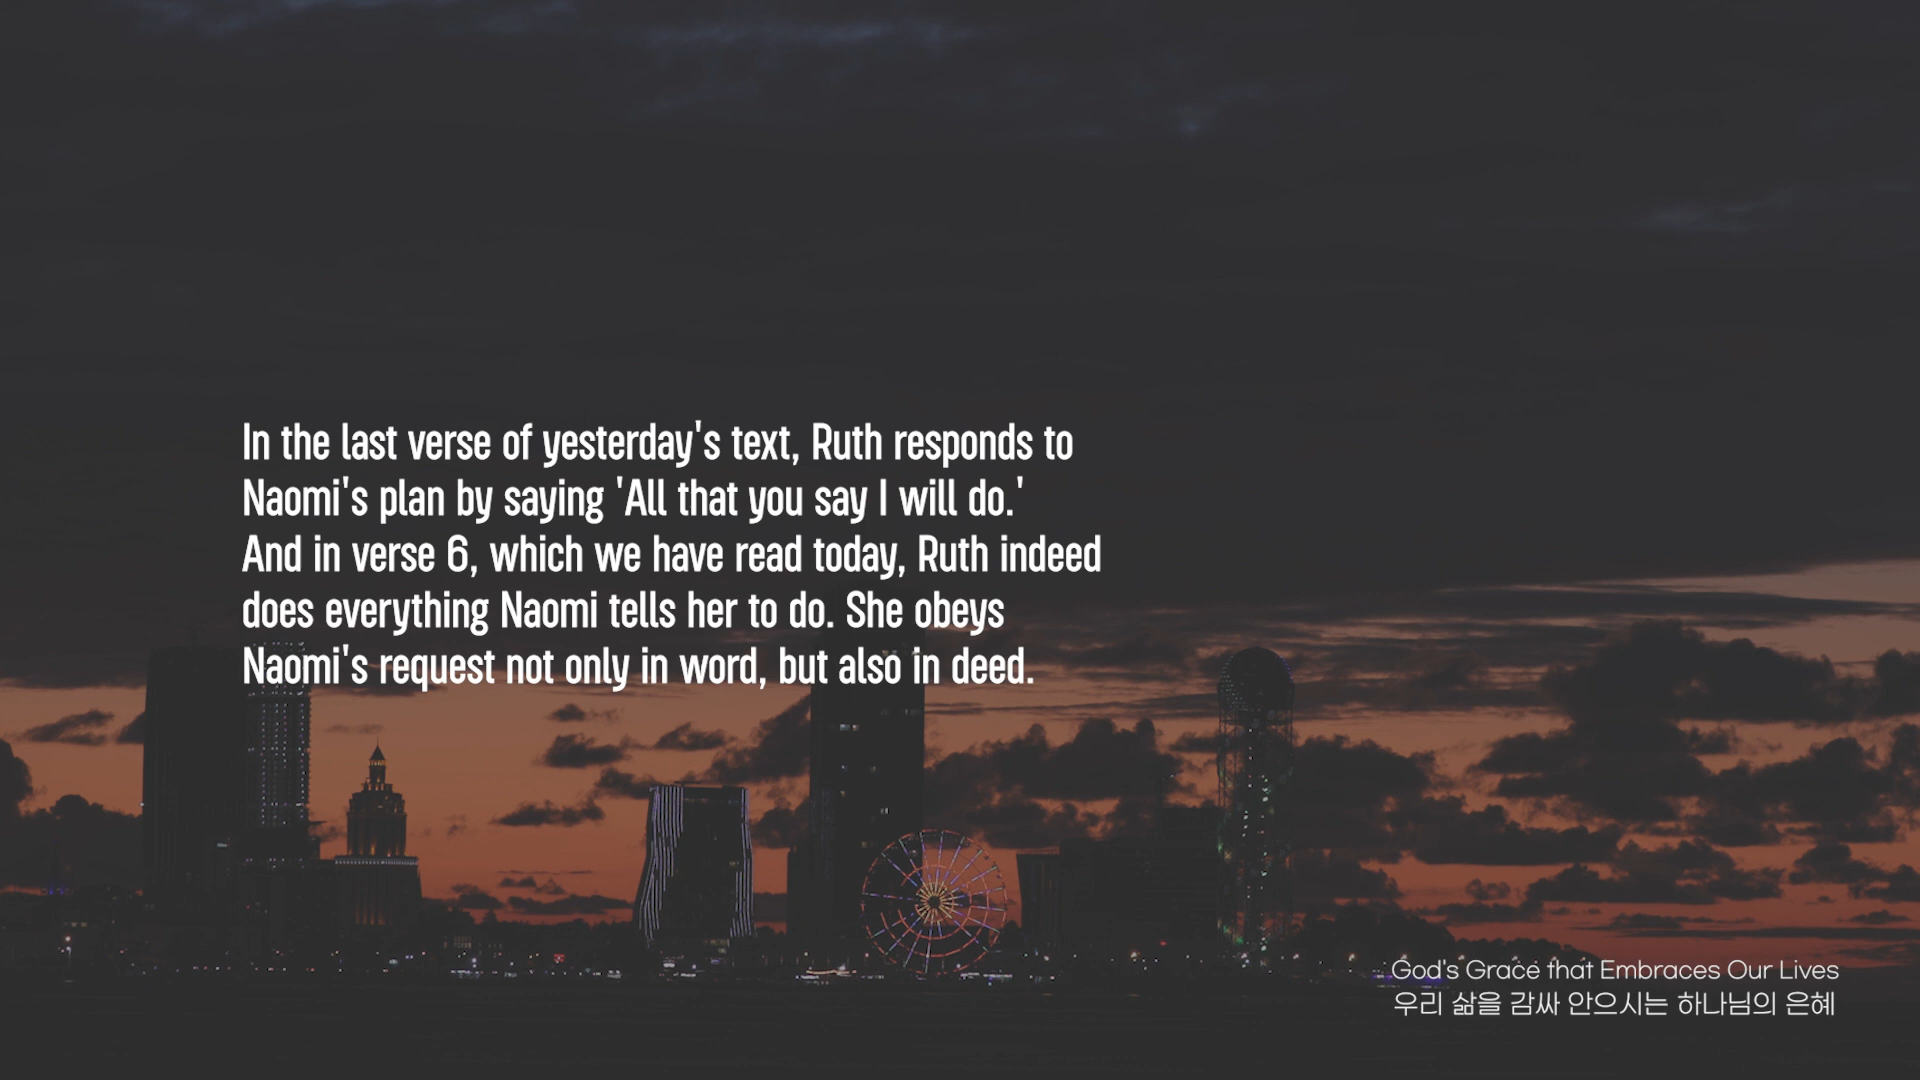 In the last verse of yesterday's text, Ruth responds to
Naomi's plan by saying 'All that you say I will do.'
And in verse 6, which we have read today, Ruth indeed
does everything Naomi tells her to do. She obeys
Naomi's request not only in word, but also in deed.
God's Grace that Embraces Our Lives
우리 삶을 감싸 안으시는 하나님의 은혜